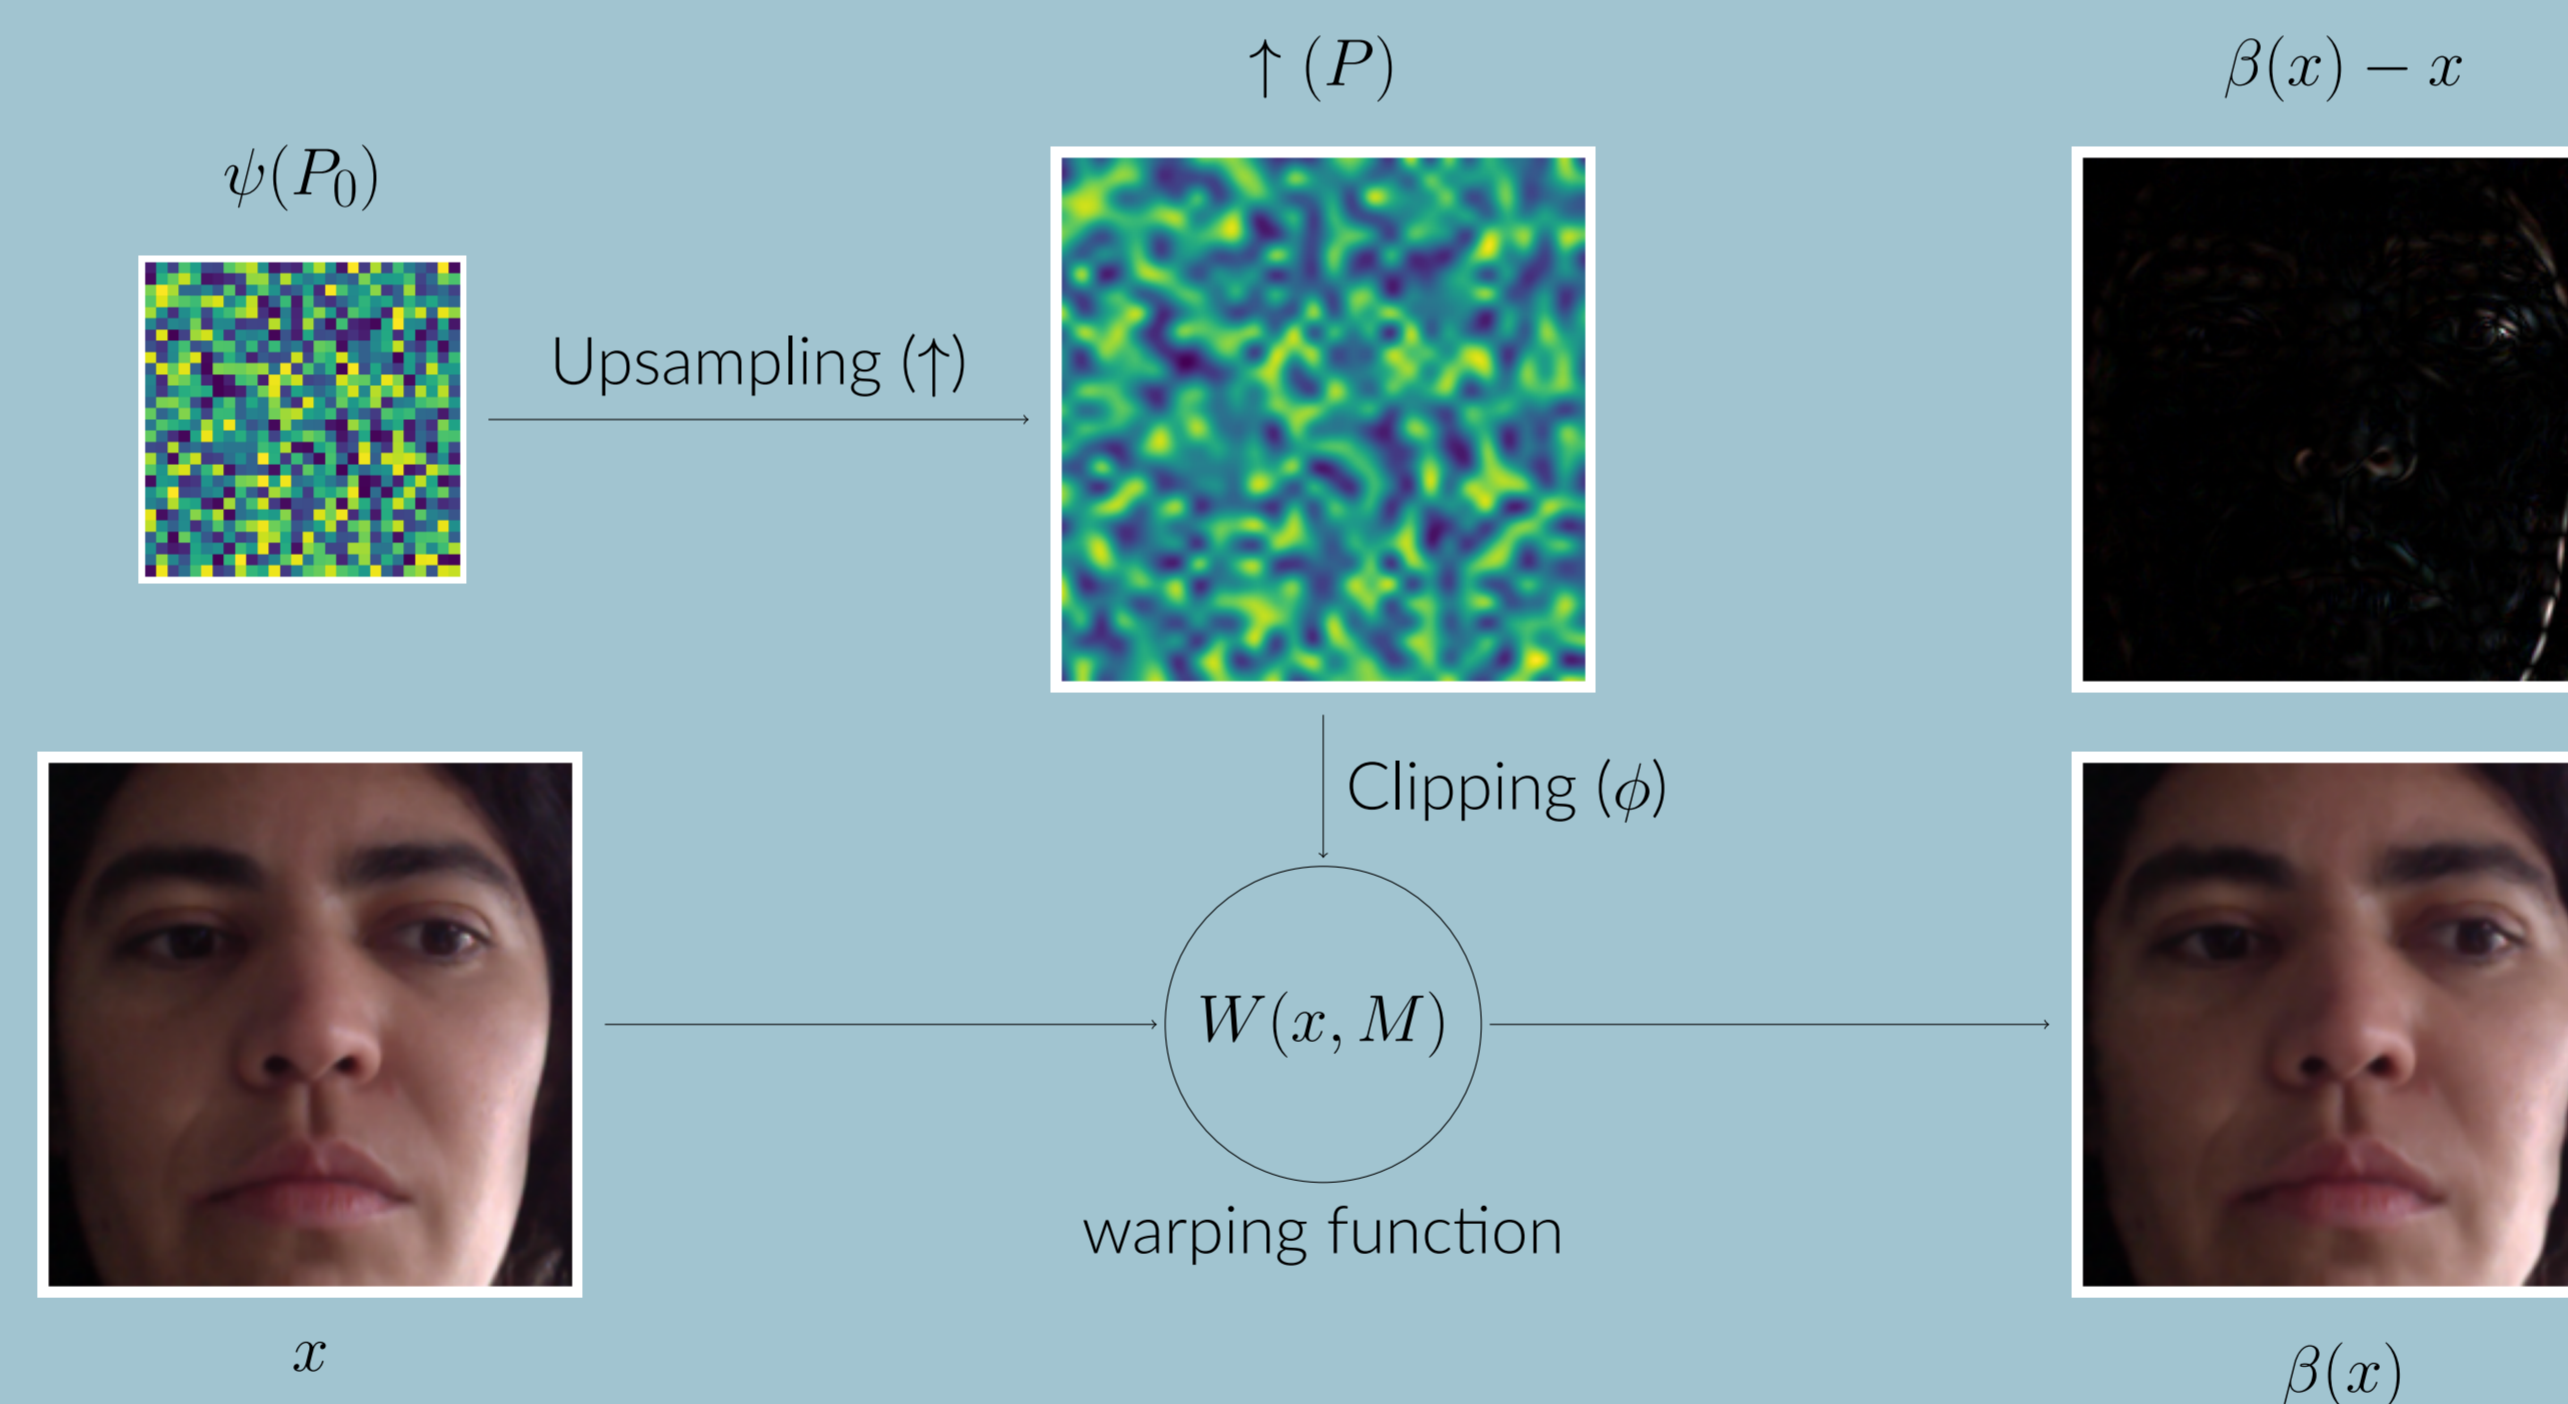 ↑ (P)
β(x) − x
ψ(P₀)
Upsampling (↑)
Clipping (ϕ)
W(x, M)
warping function
x
β(x)